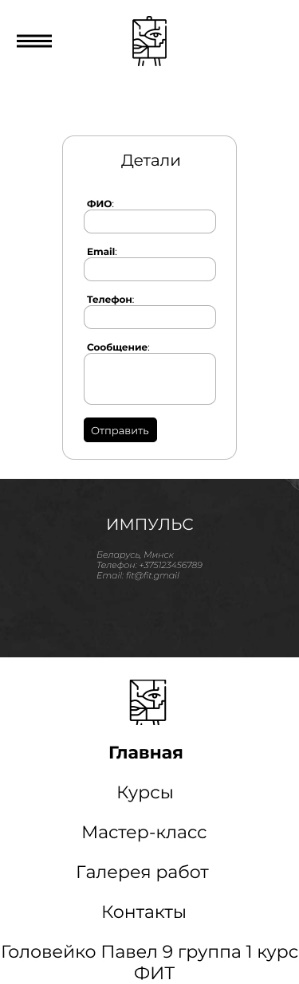 Детали
ФИО:
Email:
Телефон:
Сообщение:
Отправить
ИМПУЛЬС
Беларусь, Минск
Телефон: +375123456789
Email: fit@fit.gmail
Главная
Курсы
Мастер-класс
Галерея работ
Контакты
Головейко Павел 9 группа 1 курс
ФИТ